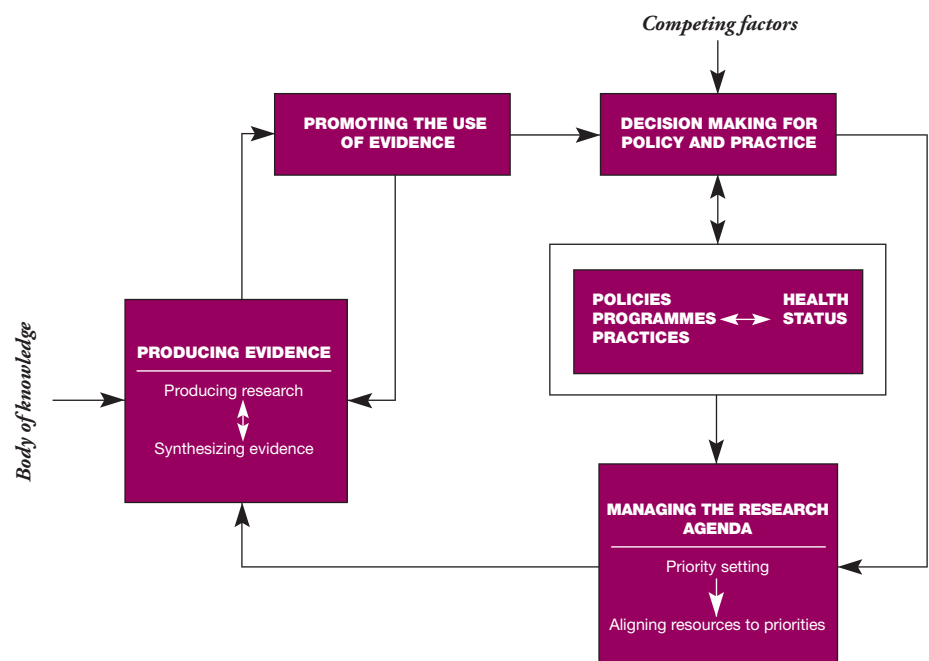 Competing factors
PROMOTING THE USE
OF EVIDENCE
DECISION MAKING FOR
POLICY AND PRACTICE
POLICIES
PROGRAMMES
PRACTICES
HEALTH
STATUS
Body of knowledge
PRODUCING EVIDENCE
Producing research
Synthesizing evidence
MANAGING THE RESEARCH
AGENDA
Priority setting
Aligning resources to priorities